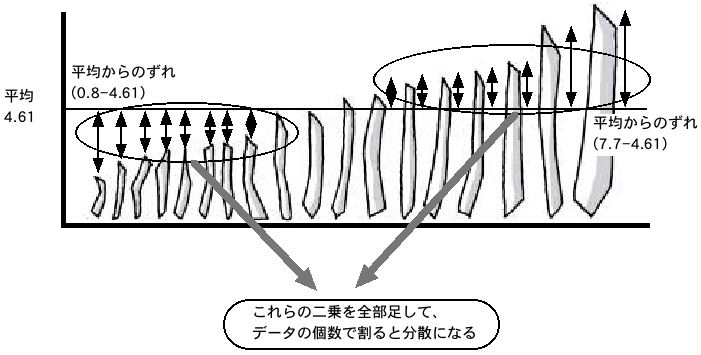 平均からのずれ
(0.8−4.61)
平均
4.61
平均からのずれ
(7.7−4.61)
これらの二乗を全部足して、
データの個数で割ると分散になる